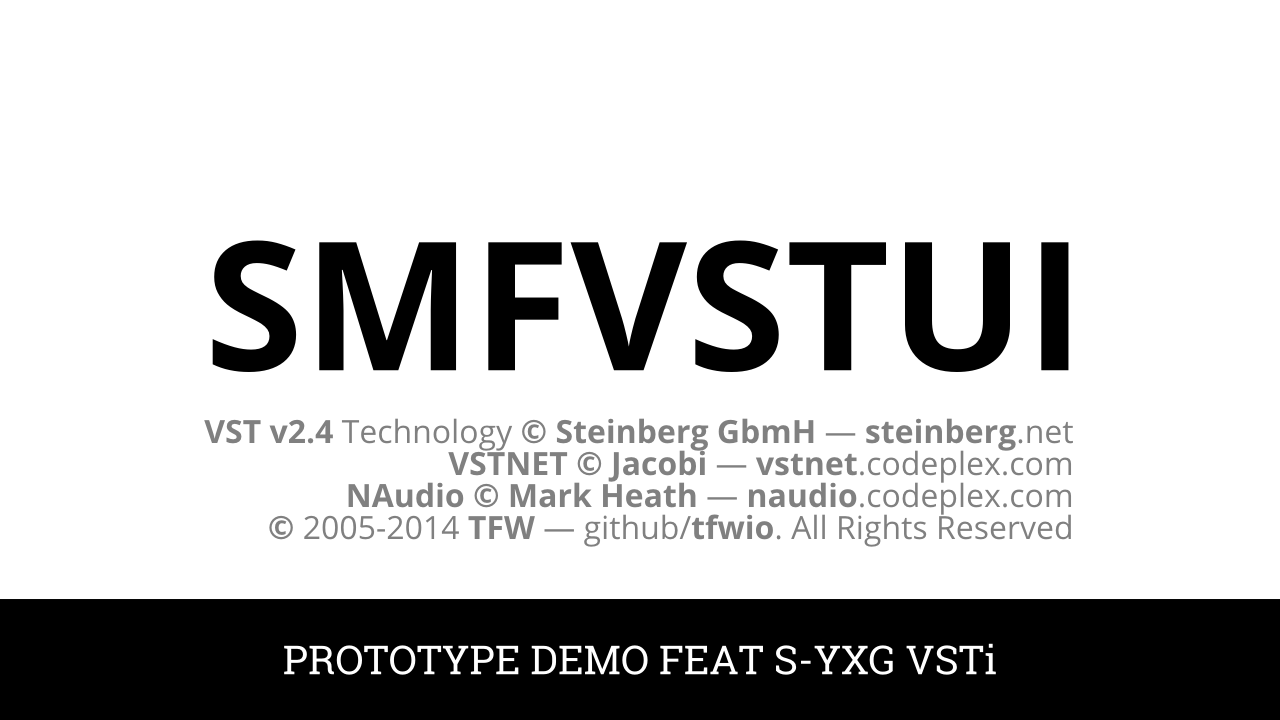 SMFVSTUI
VST v2.4 Technology © Steinberg GbmH — steinberg.net
VSTNET © Jacobi — vstnet.codeplex.com
NAudio © Mark Heath — naudio.codeplex.com
© 2005-2014 TFW — github/tfwio. All Rights Reserved
PROTOTYPE DEMO FEAT S-YXG VSTi